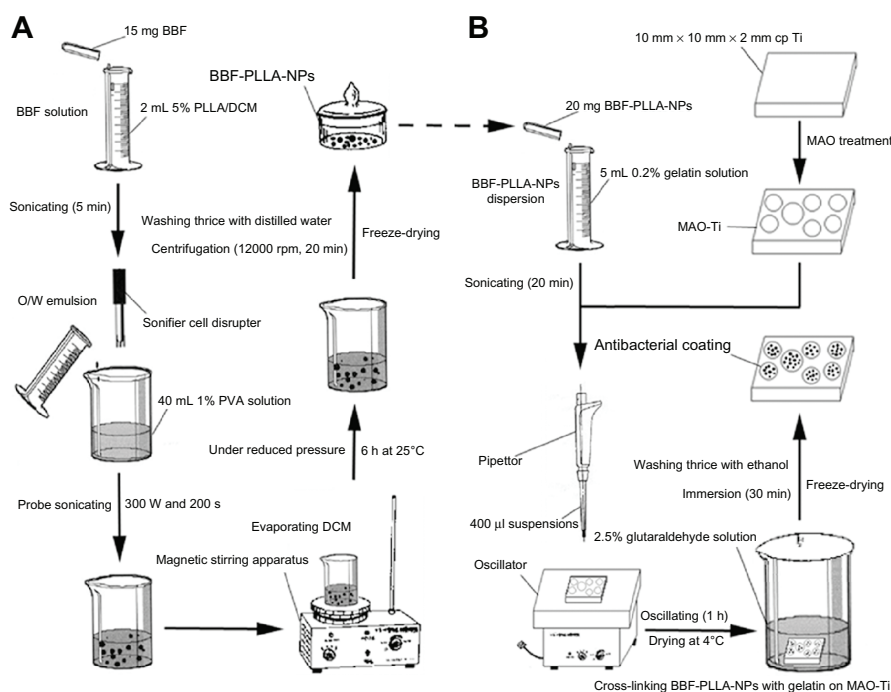 A
15 mg BBF
BBF solution
2 mL 5% PLLA/DCM
Sonicating (5 min)
O/W emulsion
Sonifier cell disrupter
40 mL 1% PVA solution
Probe sonicating
300 W and 200 s
Magnetic stirring apparatus
Evaporating DCM
Under reduced pressure
6 h at 25°C
Washing thrice with distilled water
Centrifugation (12000 rpm, 20 min)
Freeze-drying
BBF-PLLA-NPs
B
20 mg BBF-PLLA-NPs
BBF-PLLA-NPs
dispersion
5 mL 0.2% gelatin solution
Sonicating (20 min)
10 mm × 10 mm × 2 mm cp Ti
MAO treatment
MAO-Ti
Pipettor
400 µl suspensions
Oscillator
Oscillating (1 h)
Drying at 4°C
2.5% glutaraldehyde solution
Cross-linking BBF-PLLA-NPs with gelatin on MAO-Ti
Washing thrice with ethanol
Immersion (30 min)
Freeze-drying
Antibacterial coating